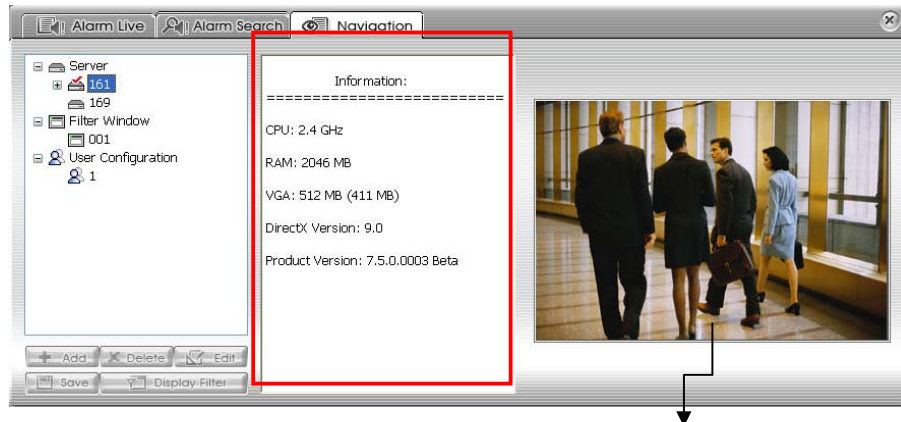 Alarm Live Alarm Search Navigation
Server
161
169
Filter Window
001
User Configuration
1
Add Delete Edit
Save Display Filter
Information:
===========================
CPU: 2.4 GHz
RAM: 2046 MB
VGA: 512 MB (411 MB)
DirectX Version: 9.0
Product Version: 7.5.0.0003 Beta